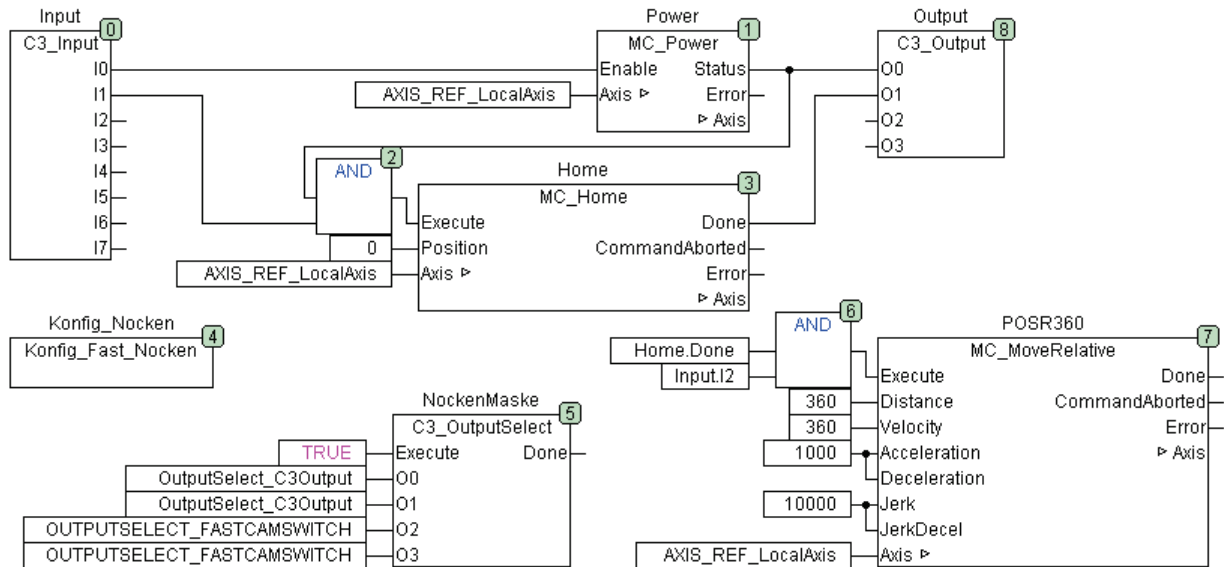 Input
0
C3_Input
I0
I1
I2
I3
I4
I5
I6
I7
Power
1
MC_Power
Enable Status
AXIS_REF_LocalAxis Axis Error
Axis
Output
8
C3_Output
O0
O1
O2
O3
2
AND
Home
3
MC_Home
Execute Done
0 Position CommandAborted
AXIS_REF_LocalAxis Axis Error
Axis
Konfig_Nocken
4
Konfig_Fast_Nocken
NockenMaske
5
C3_OutputSelect
TRUE Execute Done
OutputSelect_C3Output O0
OutputSelect_C3Output O1
OUTPUTSELECT_FASTCAMSWITCH O2
OUTPUTSELECT_FASTCAMSWITCH O3
6
AND
Home.Done
Input.I2
POSR360
7
MC_MoveRelative
Execute Done
360 Distance CommandAborted
360 Velocity Error
1000 Acceleration Axis
Deceleration
10000 Jerk
JerkDecel
AXIS_REF_LocalAxis Axis